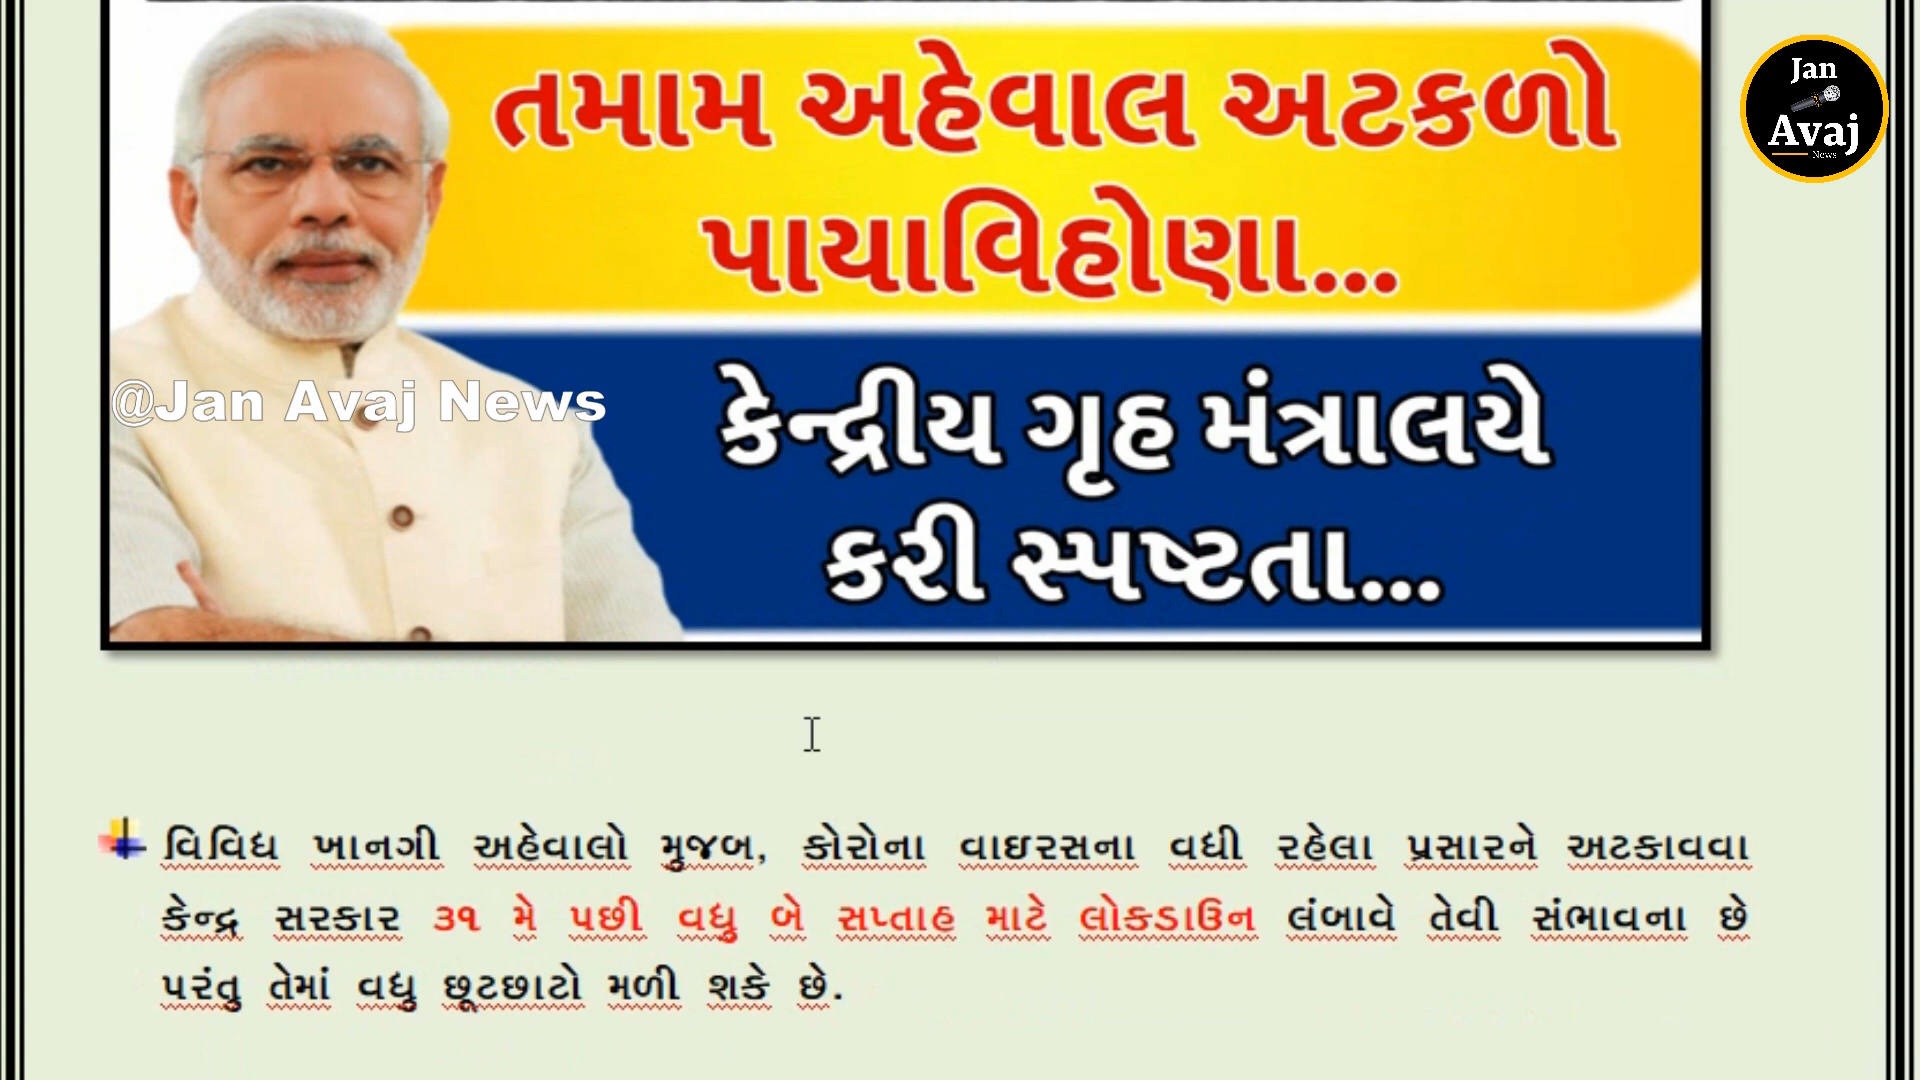 તમામ અહેવાલ અટકળો
પાયાવિહોણા...
Jan
Avaj
News
@Jan Avaj News
કેન્દ્રીય ગૃહ મંત્રાલયે
કરી સ્પષ્ટતા...
વિવિધ ખાનગી અહેવાલો મુજબ, કોરોના વાઇરસના વધી રહેલા પ્રસારને અટકાવવા
કેન્દ્ર સરકાર ૩૧ મે પછી વધુ બે સપ્તાહ માટે લોકડાઉન લંબાવે તેવી સંભાવના છે
પરંતુ તેમાં વધુ છૂટછાટો મળી શકે છે.